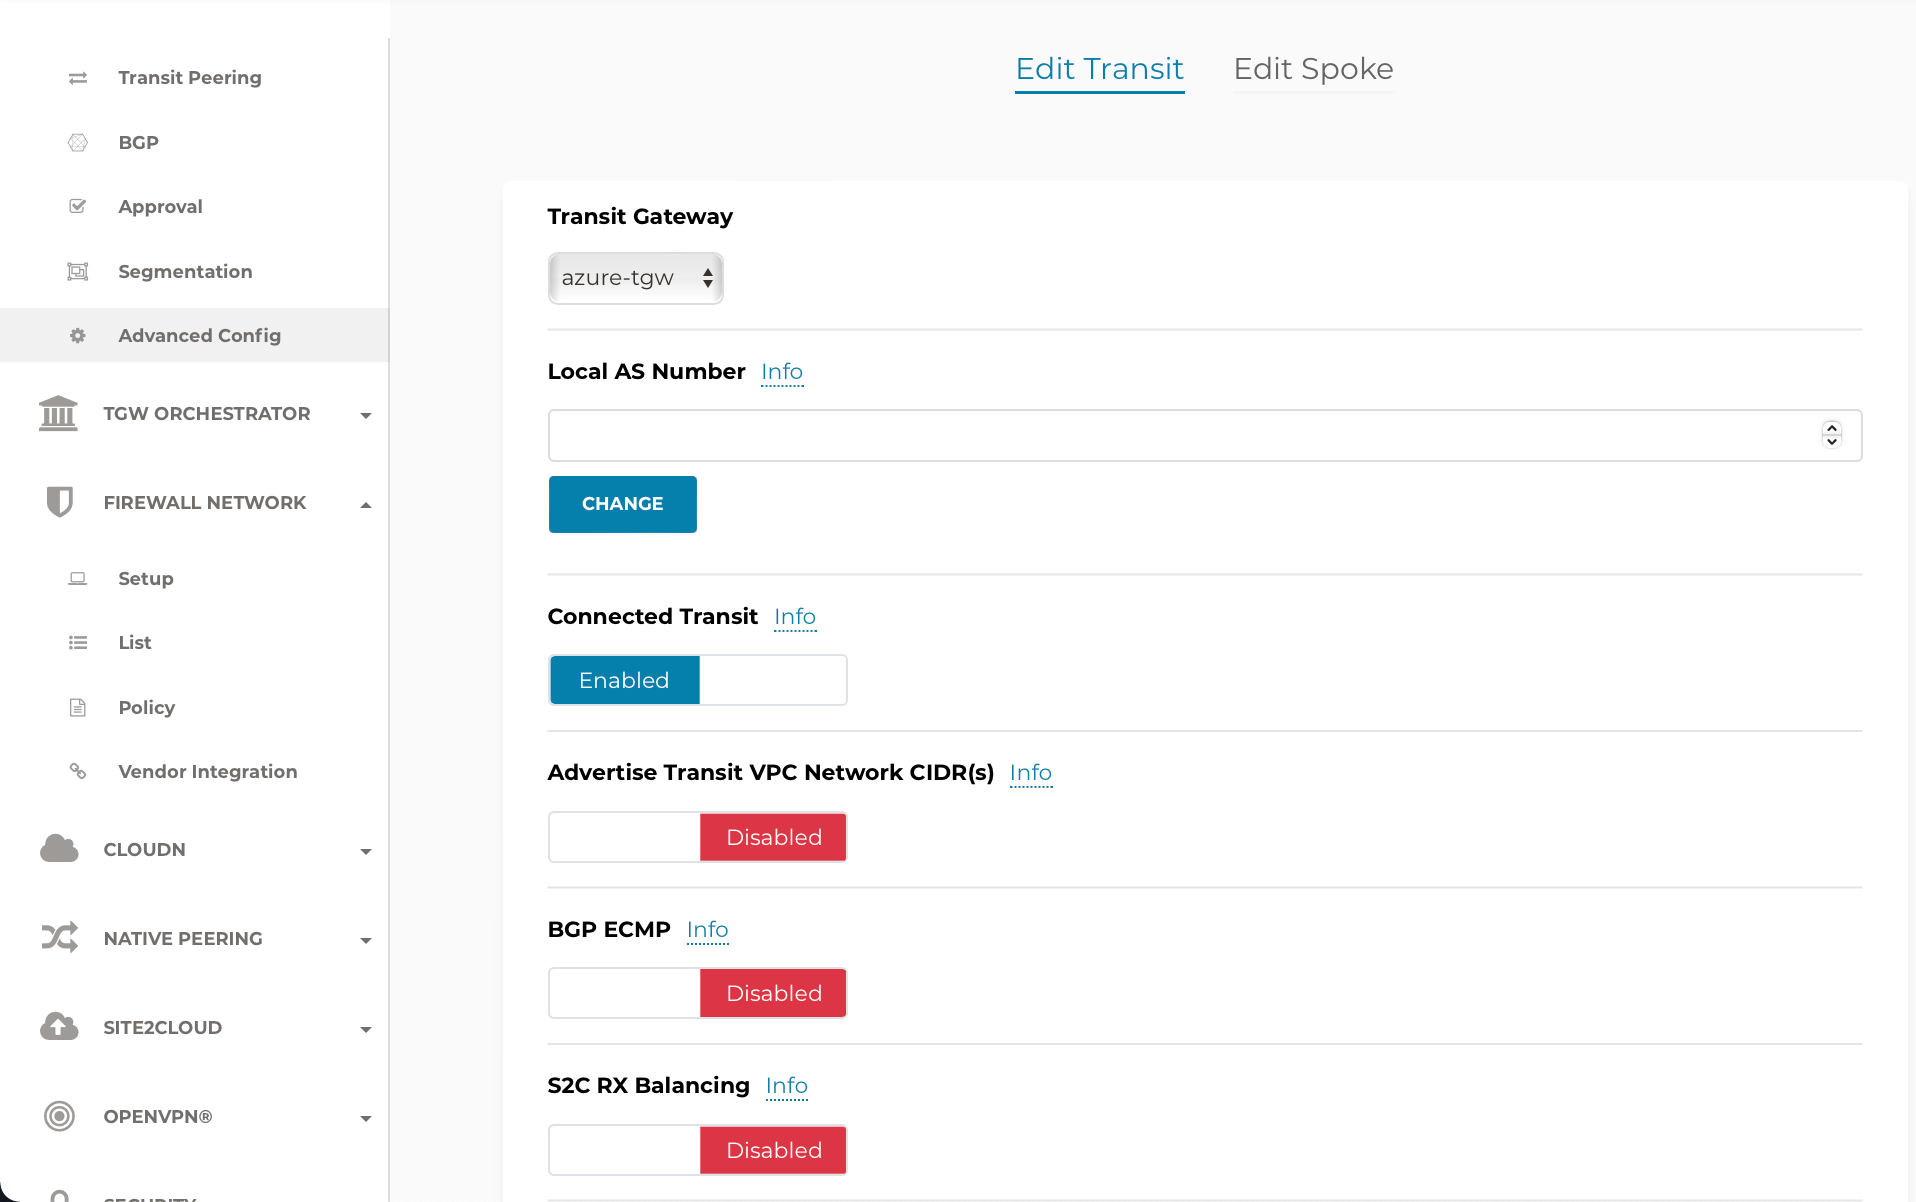 Transit Peering
BGP
Approval
Segmentation
Advanced Config
TGW ORCHESTRATOR
FIREWALL NETWORK
Setup
List
Policy
Vendor Integration
CLOUDN
NATIVE PEERING
SITE2CLOUD
OPENVPN®
SECURITY
Edit Transit Edit Spoke
Transit Gateway
azure-tgw
Local AS Number Info
CHANGE
Connected Transit Info
Enabled
Advertise Transit VPC Network CIDR(s) Info
Disabled
BGP ECMP Info
Disabled
S2C RX Balancing Info
Disabled